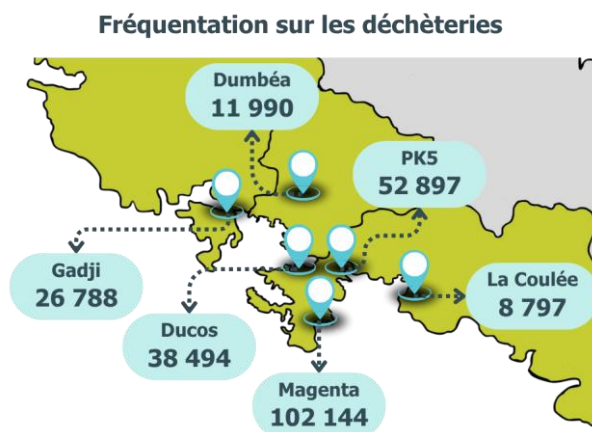 Fréquentation sur les déchèteries
Dumbéa
11 990
PK5
52 897
Gadji
26 788
La Coulée
8 797
Ducos
38 494
Magenta
102 144